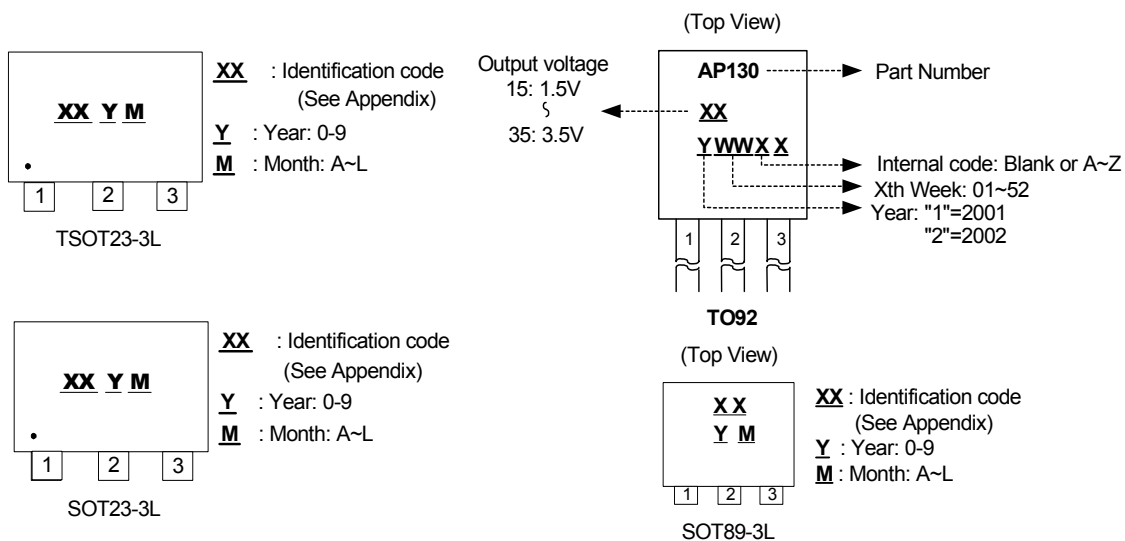 XX Y M
1 2 3
TSOT23-3L
XX : Identification code
(See Appendix)
Y : Year: 0-9
M : Month: A~L
(Top View)
Output voltage
15: 1.5V
35: 3.5V
AP130
Part Number
XX
YWWX X
Internal code: Blank or A~Z
Xth Week: 01~52
Year: "1"=2001
"2"=2002
1 2 3
TO92
XX Y M
1 2 3
SOT23-3L
XX : Identification code
(See Appendix)
Y : Year: 0-9
M : Month: A~L
(Top View)
X X
Y M
1 2 3
SOT89-3L
XX : Identification code
(See Appendix)
Y : Year: 0-9
M : Month: A~L